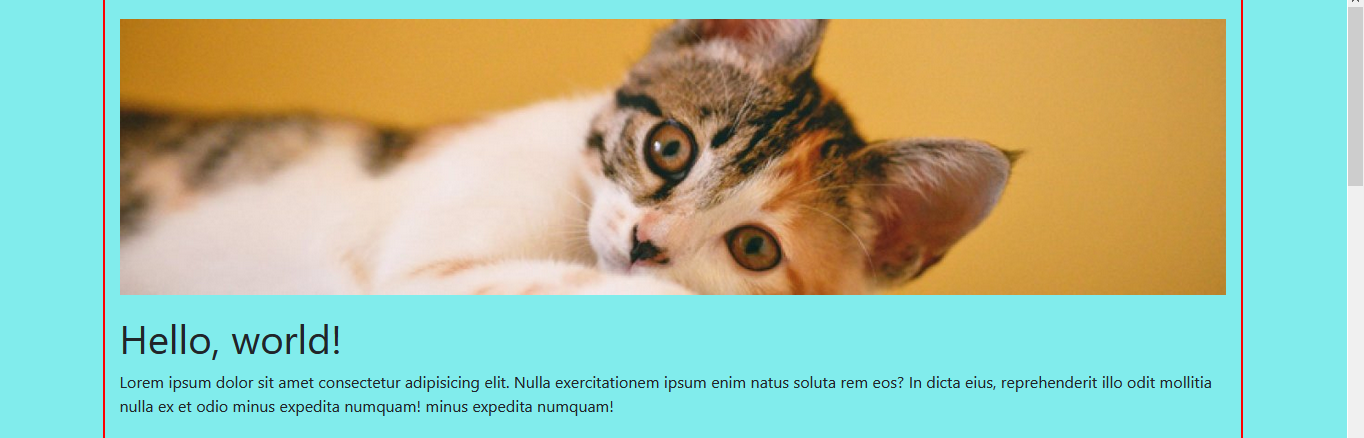 Hello, world!
Lorem ipsum dolor sit amet consectetur adipisicing elit. Nulla exercitationem ipsum enim natus soluta rem eos? In dicta eius, reprehenderit illo odit mollitia
nulla ex et odio minus expedita numquam! minus expedita numquam!